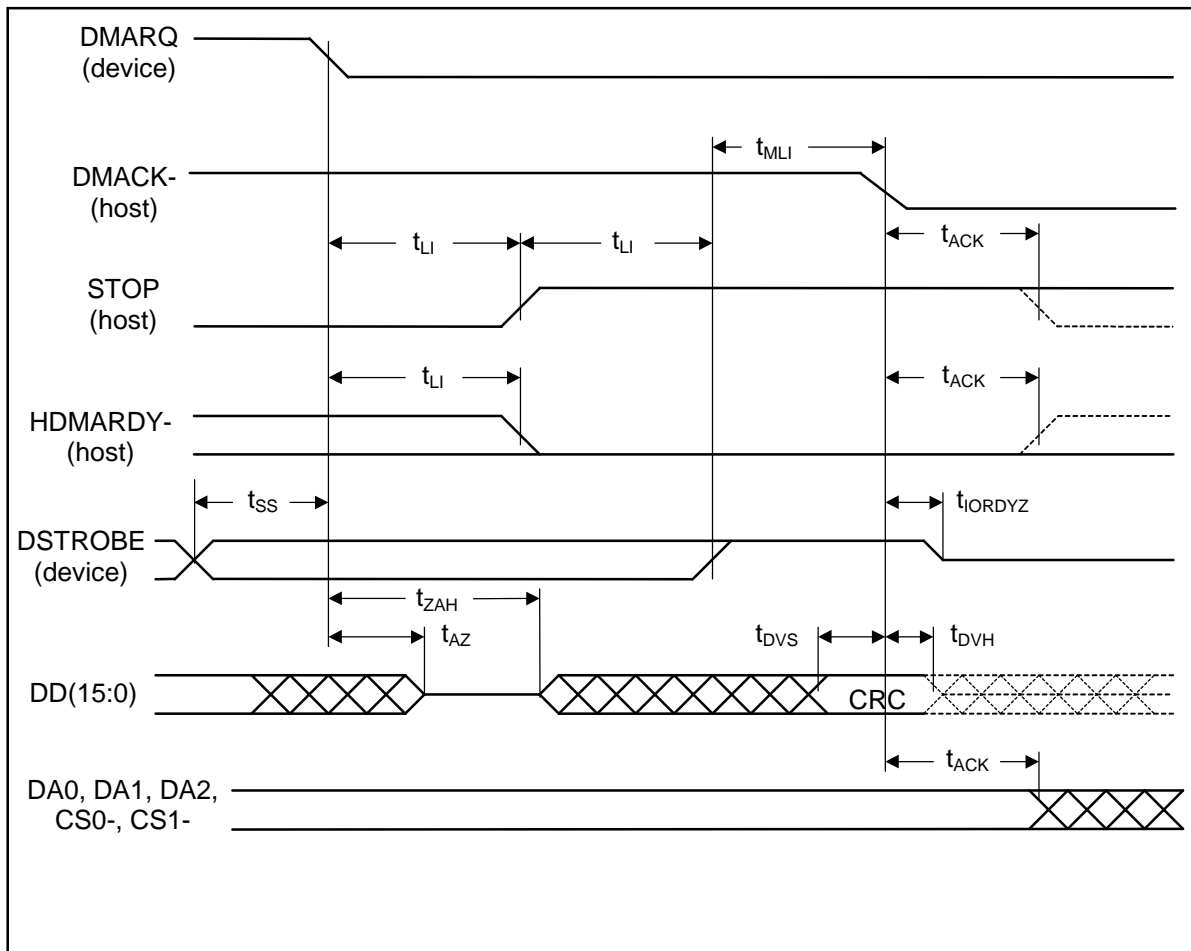 DMARQ
(device)
tMLI
DMACK-
(host)
tLI
tLI
tACK
STOP
(host)
tLI
tACK
HDMARDY-
(host)
tSS
tIORDYZ
DSTROBE
(device)
tZAH
tAZ
tDVS
tDVH
DD(15:0)
CRC
tACK
DA0, DA1, DA2,
CS0-, CS1-